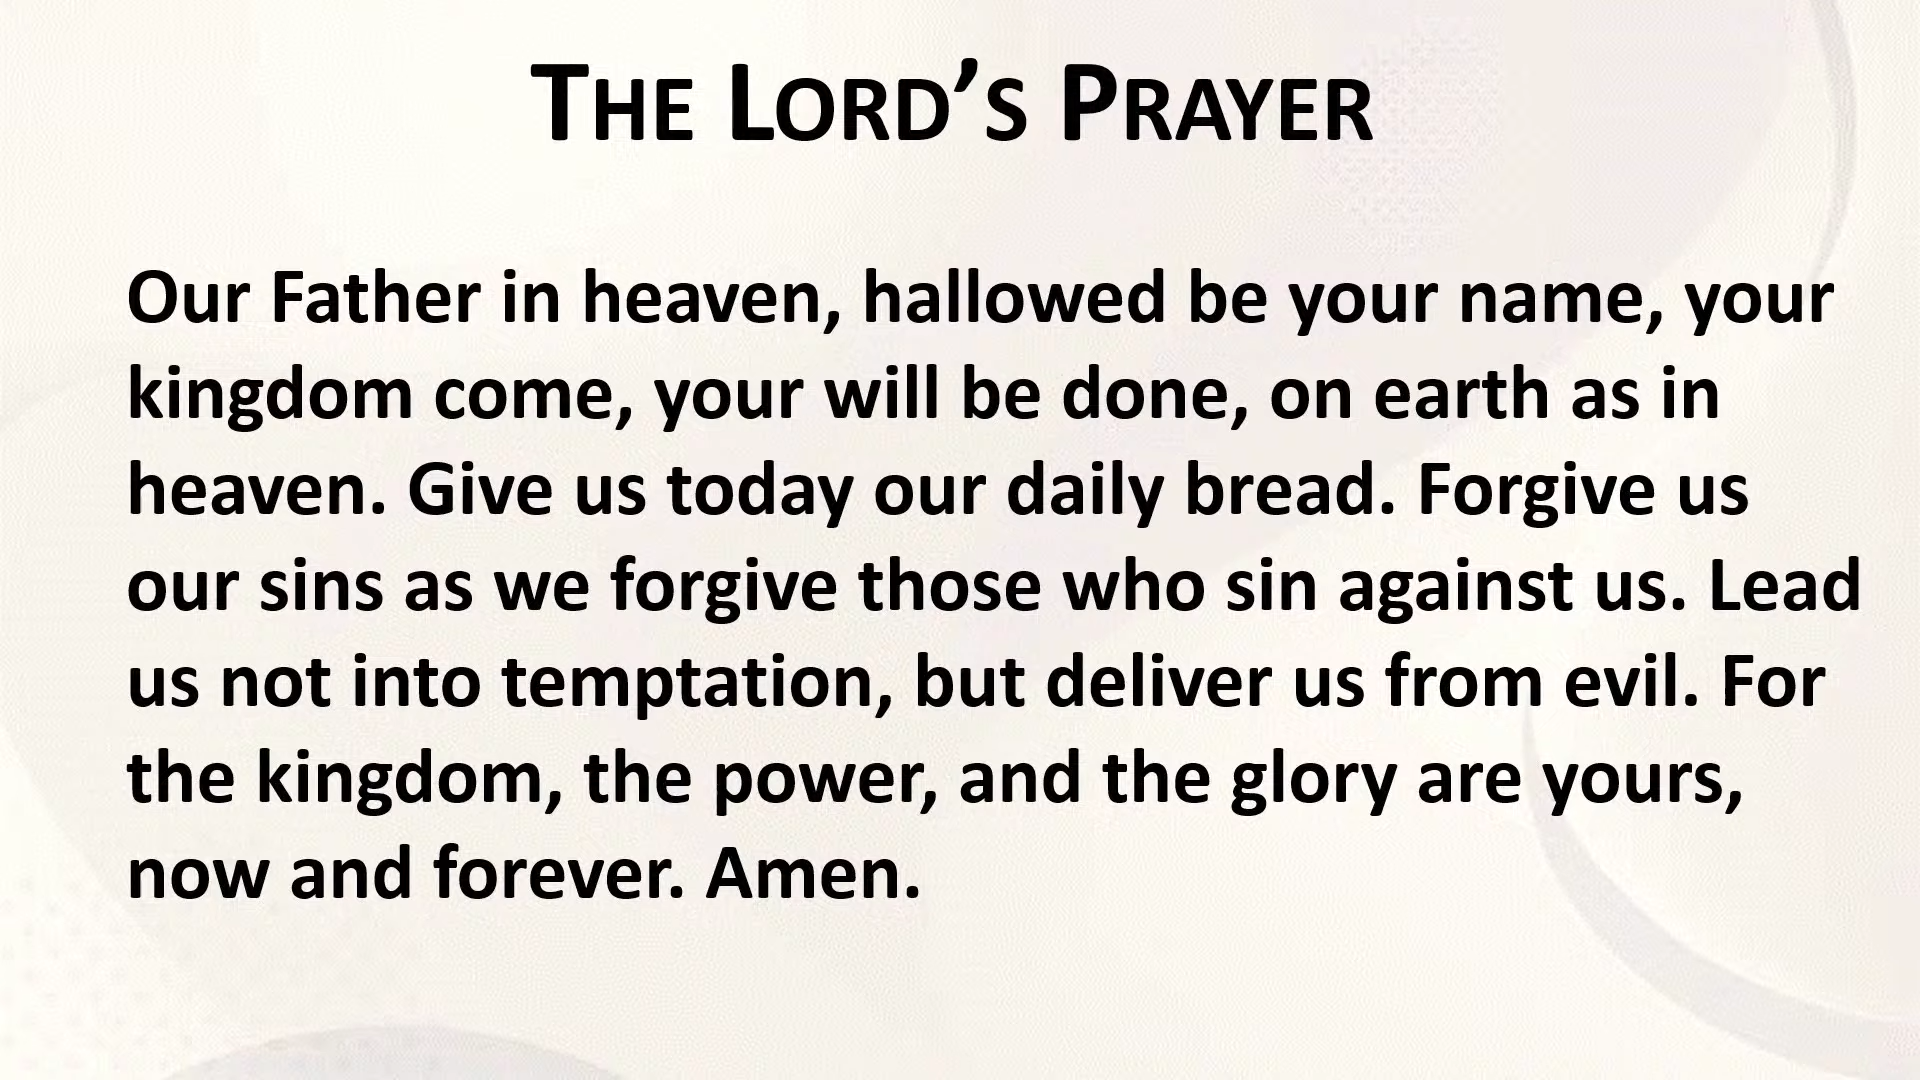 THE LORD’S PRAYER
Our Father in heaven, hallowed be your name, your
kingdom come, your will be done, on earth as in
heaven. Give us today our daily bread. Forgive us
our sins as we forgive those who sin against us. Lead
us not into temptation, but deliver us from evil. For
the kingdom, the power, and the glory are yours,
now and forever. Amen.